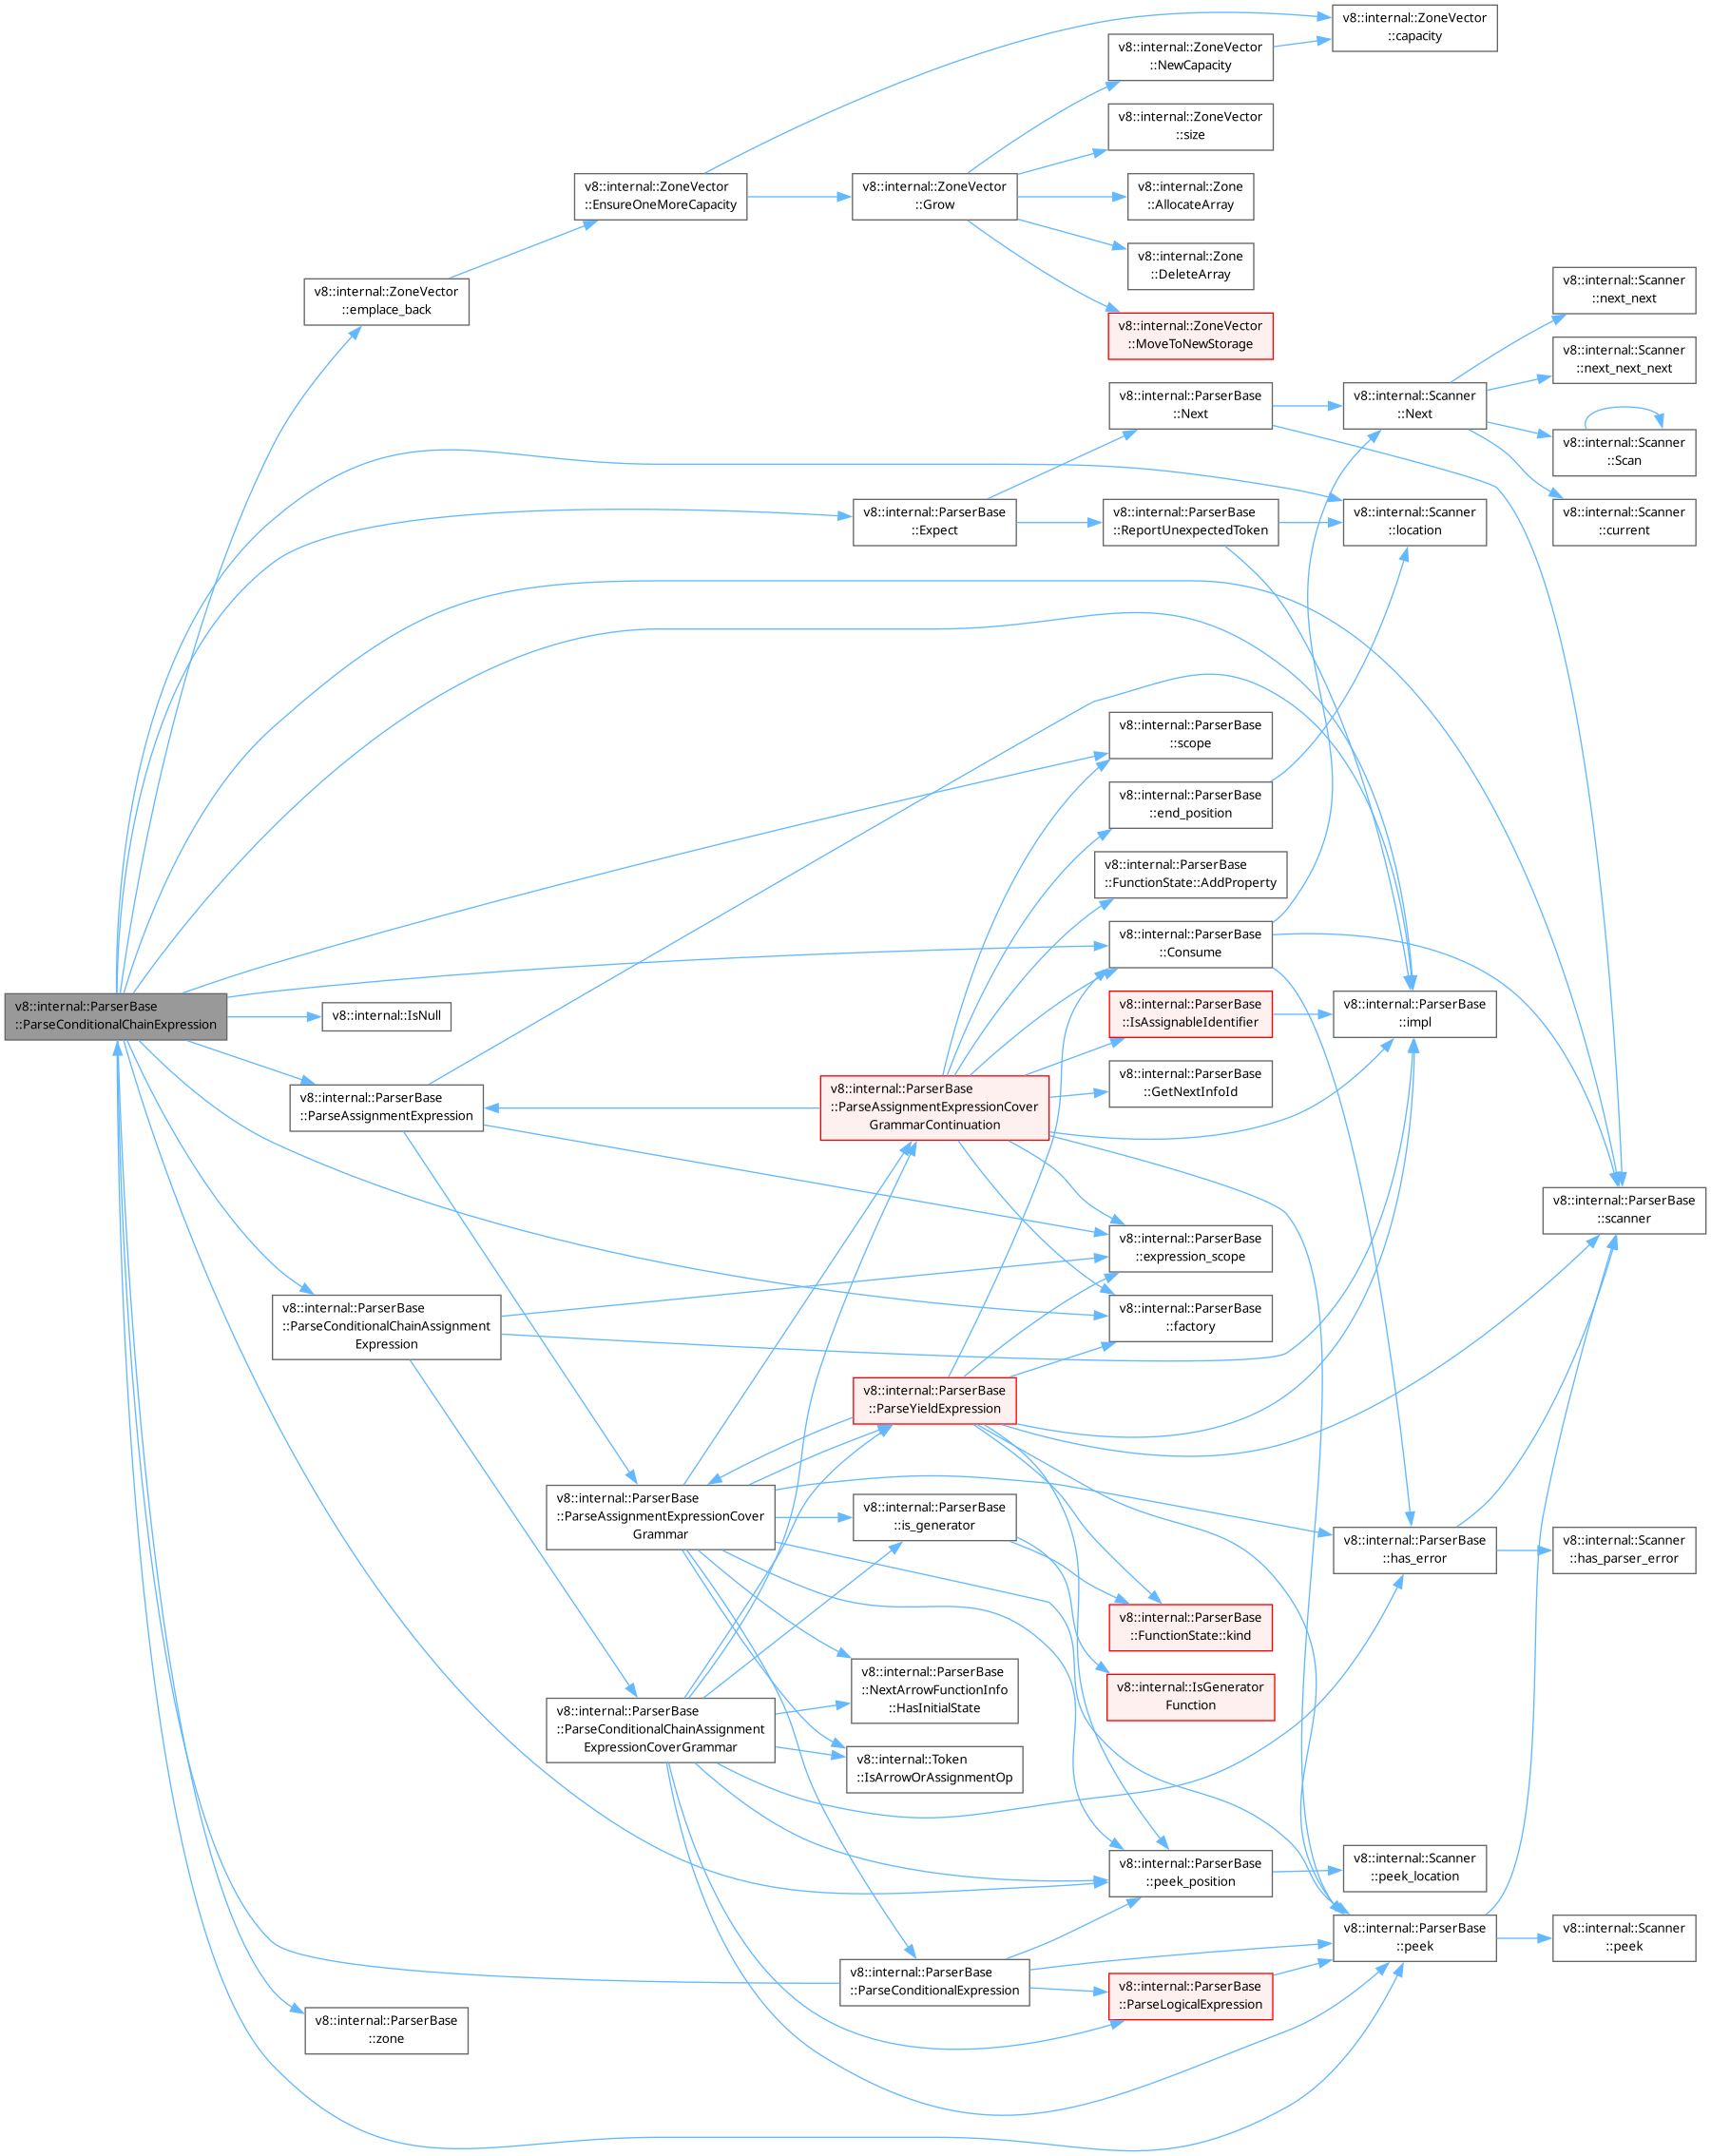 v8::internal::ZoneVector
::capacity
v8::internal::ZoneVector
::NewCapacity
v8::internal::ZoneVector
::size
v8::internal::ZoneVector
::EnsureOneMoreCapacity
v8::internal::ZoneVector
::Grow
v8::internal::Zone
::AllocateArray
v8::internal::Zone
::DeleteArray
v8::internal::ZoneVector
::emplace_back
v8::internal::Scanner
::next_next
v8::internal::ZoneVector
::MoveToNewStorage
v8::internal::Scanner
::next_next_next
v8::internal::ParserBase
::Next
v8::internal::Scanner
::Next
v8::internal::Scanner
::Scan
v8::internal::ParserBase
::Expect
v8::internal::ParserBase
::ReportUnexpectedToken
v8::internal::Scanner
::location
v8::internal::Scanner
::current
v8::internal::ParserBase
::scope
v8::internal::ParserBase
::end_position
v8::internal::ParserBase
::FunctionState::AddProperty
v8::internal::ParserBase
::Consume
v8::internal::ParserBase
::ParseConditionalChainExpression
v8::internal::IsNull
v8::internal::ParserBase
::IsAssignableIdentifier
v8::internal::ParserBase
::impl
v8::internal::ParserBase
::ParseAssignmentExpression
v8::internal::ParserBase
::ParseAssignmentExpressionCover
GrammarContinuation
v8::internal::ParserBase
::GetNextInfoId
v8::internal::ParserBase
::scanner
v8::internal::ParserBase
::expression_scope
v8::internal::ParserBase
::factory
v8::internal::ParserBase
::ParseConditionalChainAssignment
Expression
v8::internal::ParserBase
::ParseYieldExpression
v8::internal::ParserBase
::ParseAssignmentExpressionCover
Grammar
v8::internal::ParserBase
::is_generator
v8::internal::ParserBase
::has_error
v8::internal::Scanner
::has_parser_error
v8::internal::ParserBase
::FunctionState::kind
v8::internal::ParserBase
::NextArrowFunctionInfo
::HasInitialState
v8::internal::IsGenerator
Function
v8::internal::ParserBase
::ParseConditionalChainAssignment
ExpressionCoverGrammar
v8::internal::Token
::IsArrowOrAssignmentOp
v8::internal::ParserBase
::peek_position
v8::internal::Scanner
::peek_location
v8::internal::ParserBase
::peek
v8::internal::Scanner
::peek
v8::internal::ParserBase
::ParseConditionalExpression
v8::internal::ParserBase
::ParseLogicalExpression
v8::internal::ParserBase
::zone